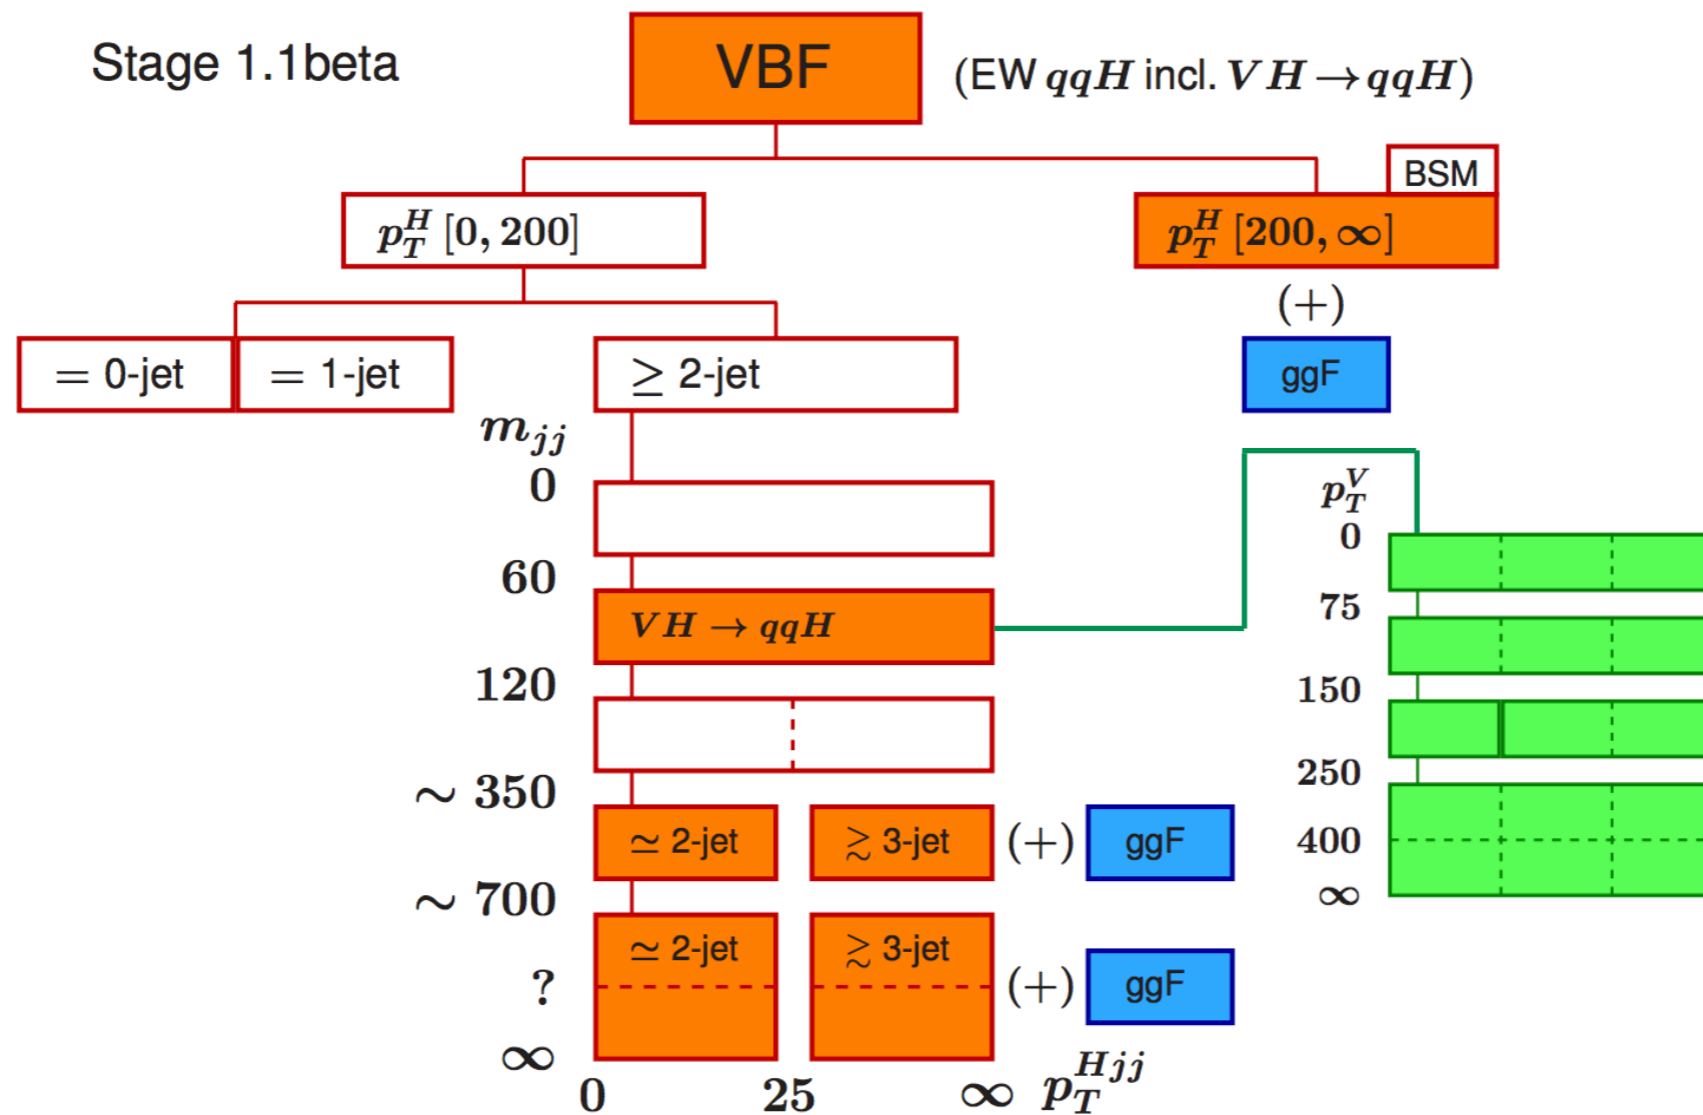 Stage 1.1beta
VBF
(EW qqH incl. VH → qqH)
BSM
p_T^H [0, 200]
p_T^H [200, ∞]
(+)
= 0-jet
= 1-jet
≥ 2-jet
ggF
m_jj
0
60
VH → qqH
120
~ 350
≃ 2-jet
≳ 3-jet
(+)
ggF
~ 700
≃ 2-jet
≳ 3-jet
?
(+)
ggF
∞
0
25
∞
p_T^Hjj
p_T^V
0
75
150
250
400
∞